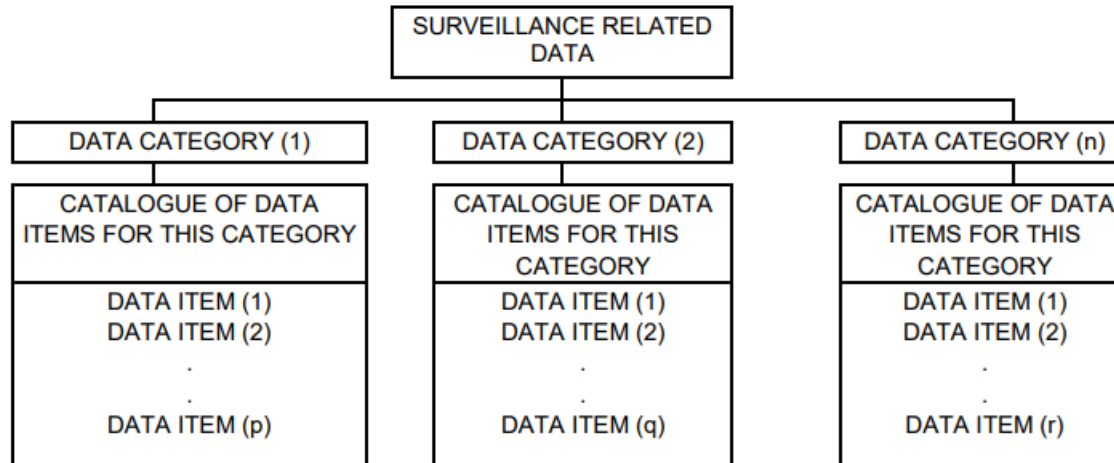 SURVEILLANCE RELATED
DATA
DATA CATEGORY (1)
DATA CATEGORY (2)
DATA CATEGORY (n)
CATALOGUE OF DATA
ITEMS FOR THIS CATEGORY
DATA ITEM (1)
DATA ITEM (2)
.
.
DATA ITEM (p)
CATALOGUE OF DATA
ITEMS FOR THIS
CATEGORY
DATA ITEM (1)
DATA ITEM (2)
.
.
DATA ITEM (q)
CATALOGUE OF DATA
ITEMS FOR THIS
CATEGORY
DATA ITEM (1)
DATA ITEM (2)
.
.
DATA ITEM (r)